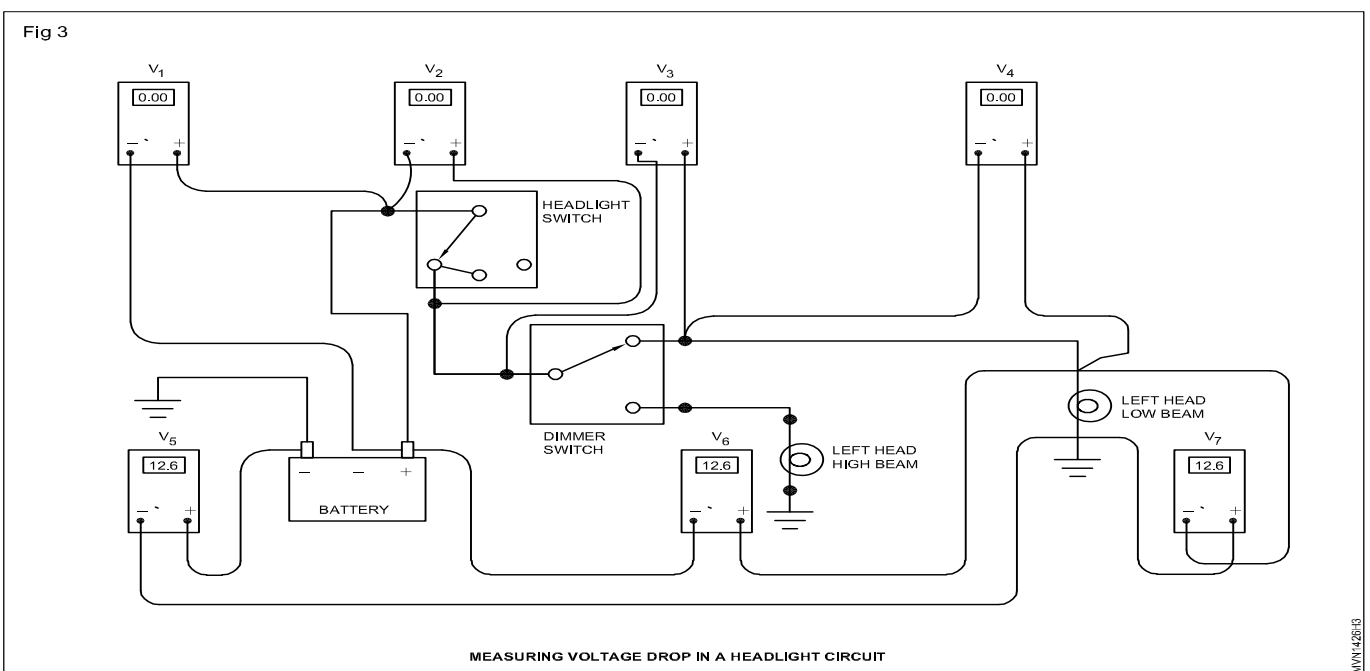 Fig 3
V1 V2 V3 V4
0.00 0.00 0.00 0.00
– + – + – + – +
HEADLIGHT
SWITCH
LEFT HEAD
LOW BEAM
DIMMER
SWITCH
LEFT HEAD
HIGH BEAM
V5 V6 V7
12.6 12.6 12.6
– + – + – +
– – +
BATTERY
MEASURING VOLTAGE DROP IN A HEADLIGHT CIRCUIT